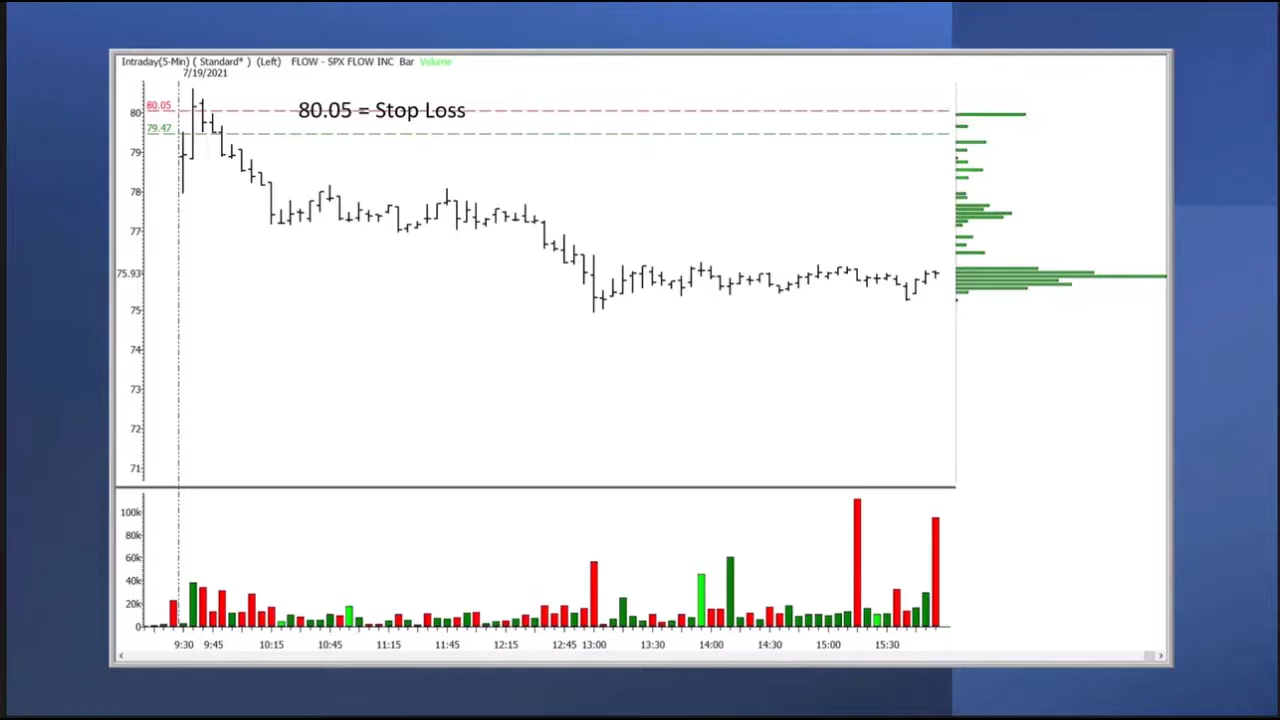 Intraday(5-Min) ( Standard* ) (Left) FLOW - SPX FLOW INC Bar Volume
7/19/2021
80.05
80.05 = Stop Loss
80
79.47
79
78
77
75.93
75
74
73
72
71
100k
80k
60k
40k
20k
0
9:30 9:45 10:15 10:45 11:15 11:45 12:15 12:45 13:00 13:30 14:00 14:30 15:00 15:30